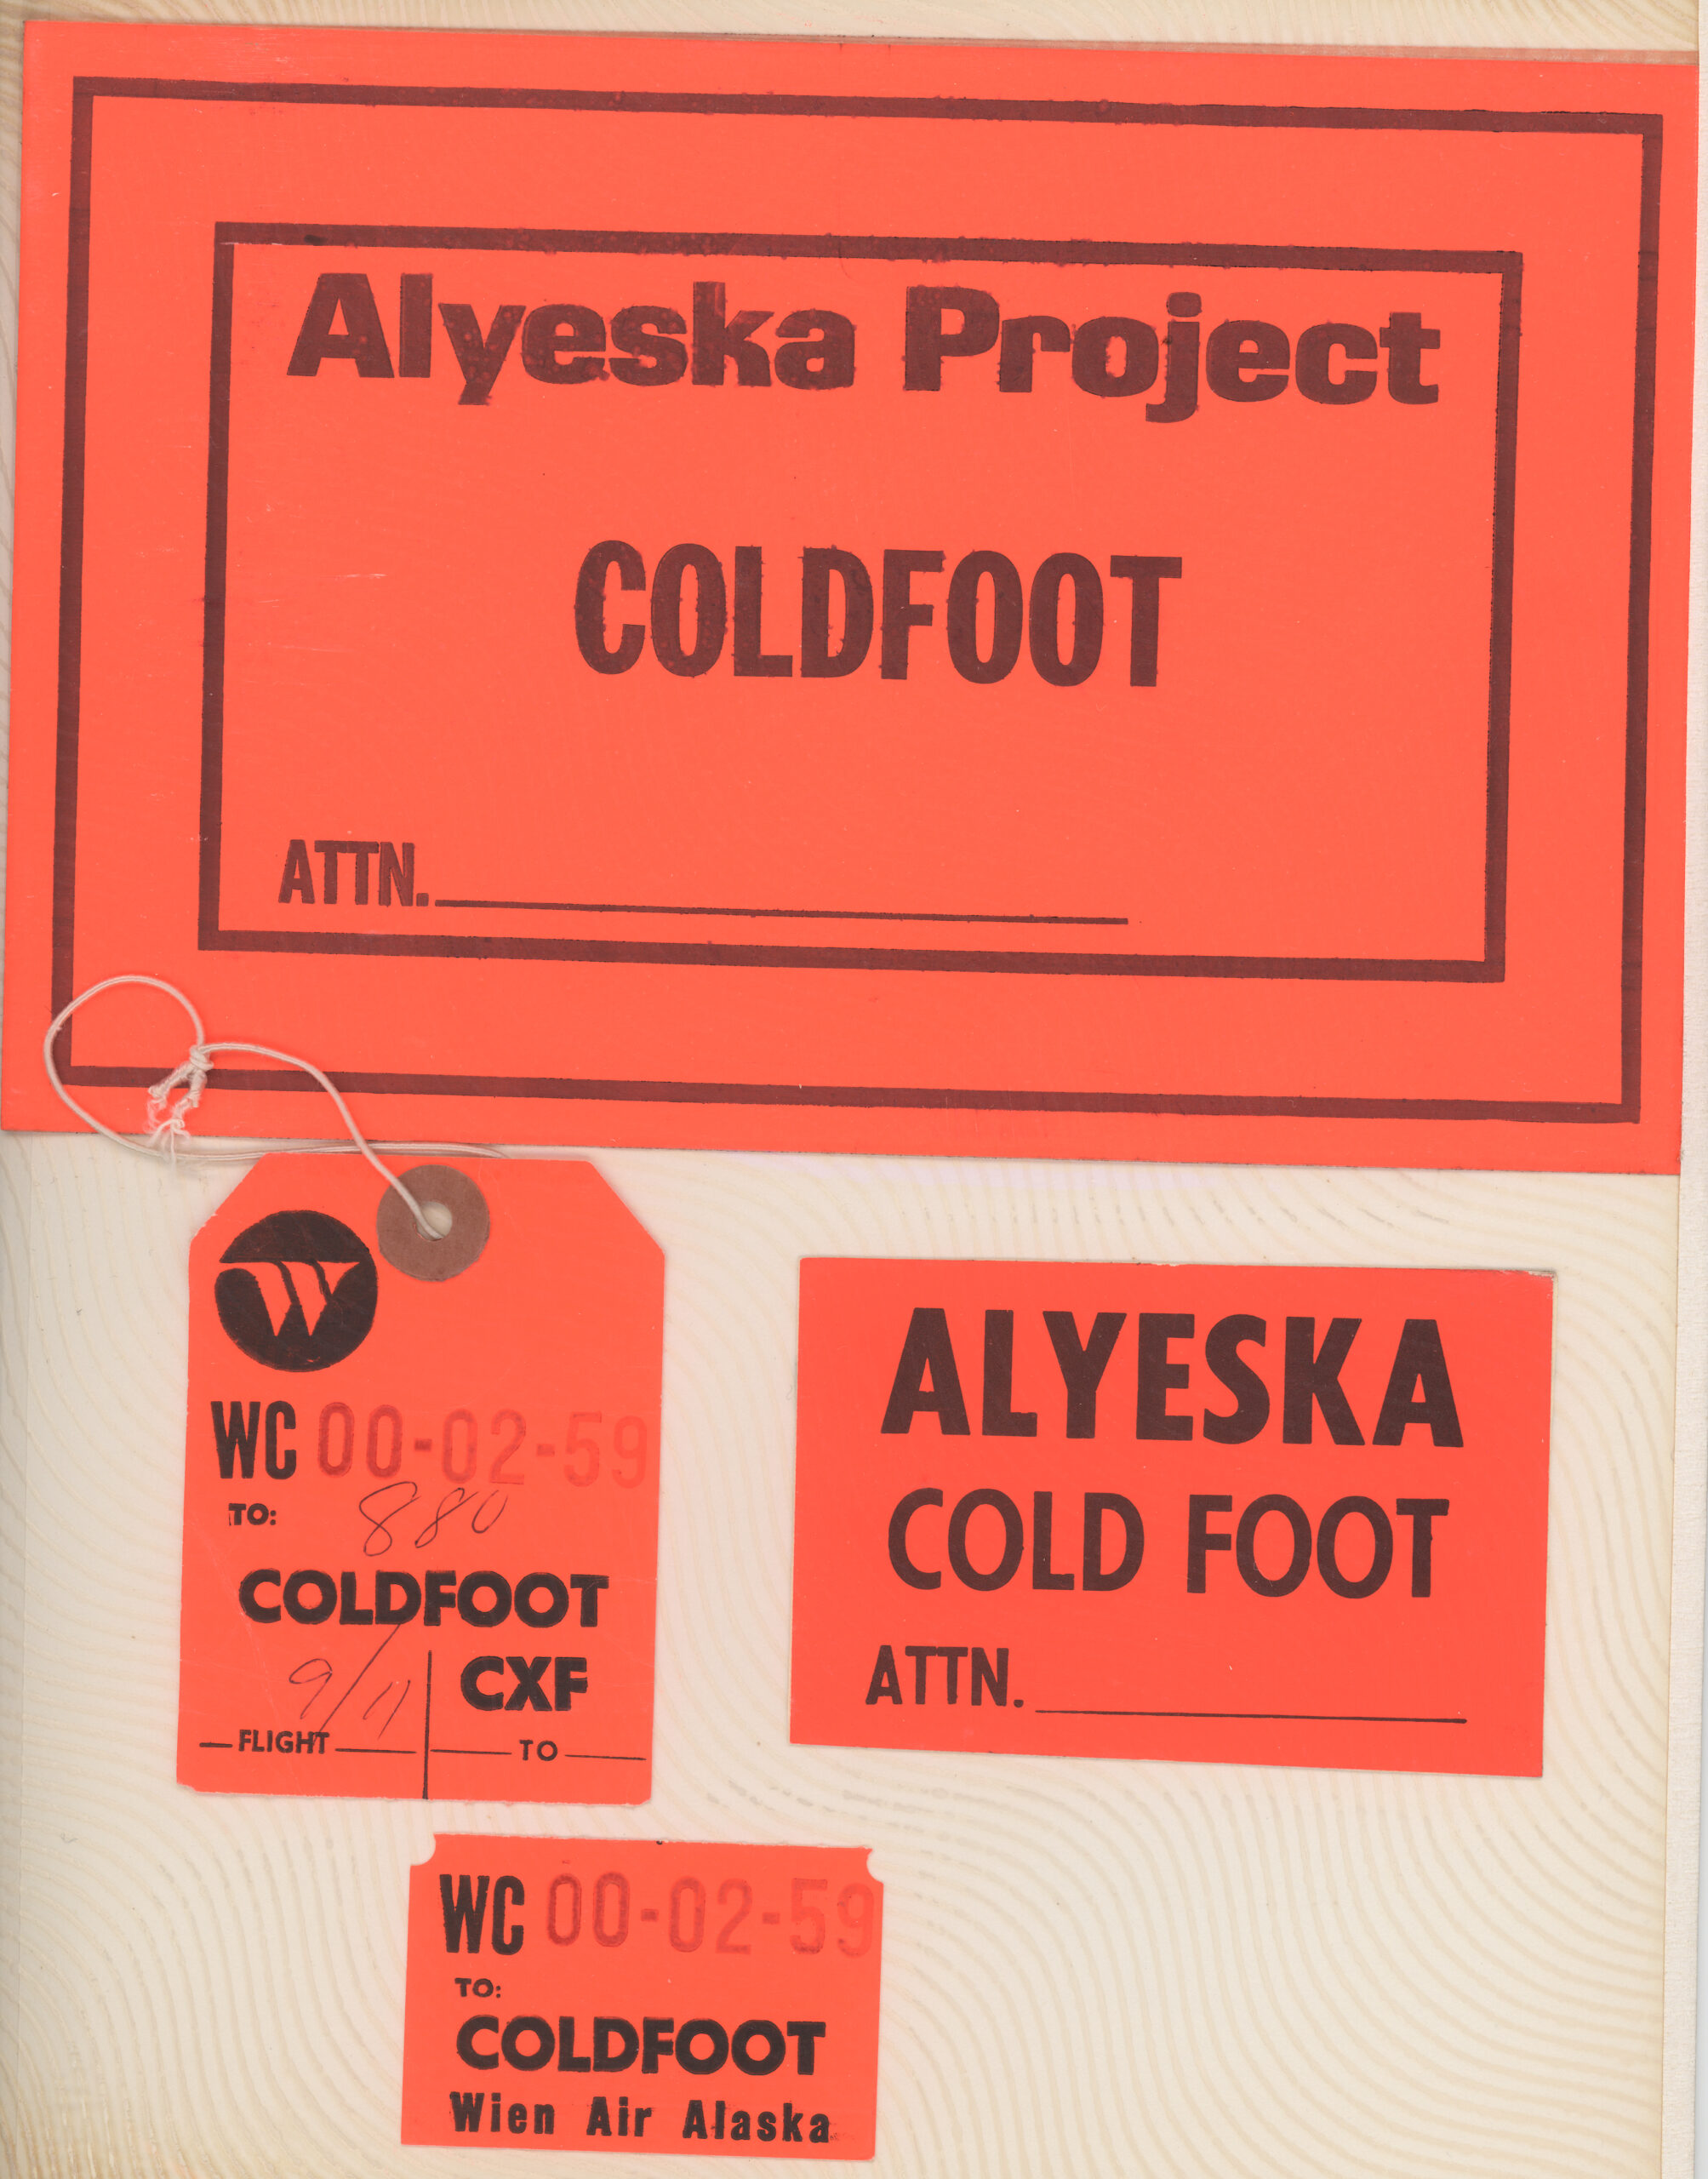 Alyeska Project
COLDFOOT
ATTN.
W
WC 00-02-59
TO: 880
COLDFOOT
9/11 CXF
FLIGHT TO
ALYESKA
COLD FOOT
ATTN.
WC 00-02-59
TO:
COLDFOOT
Wien Air Alaska